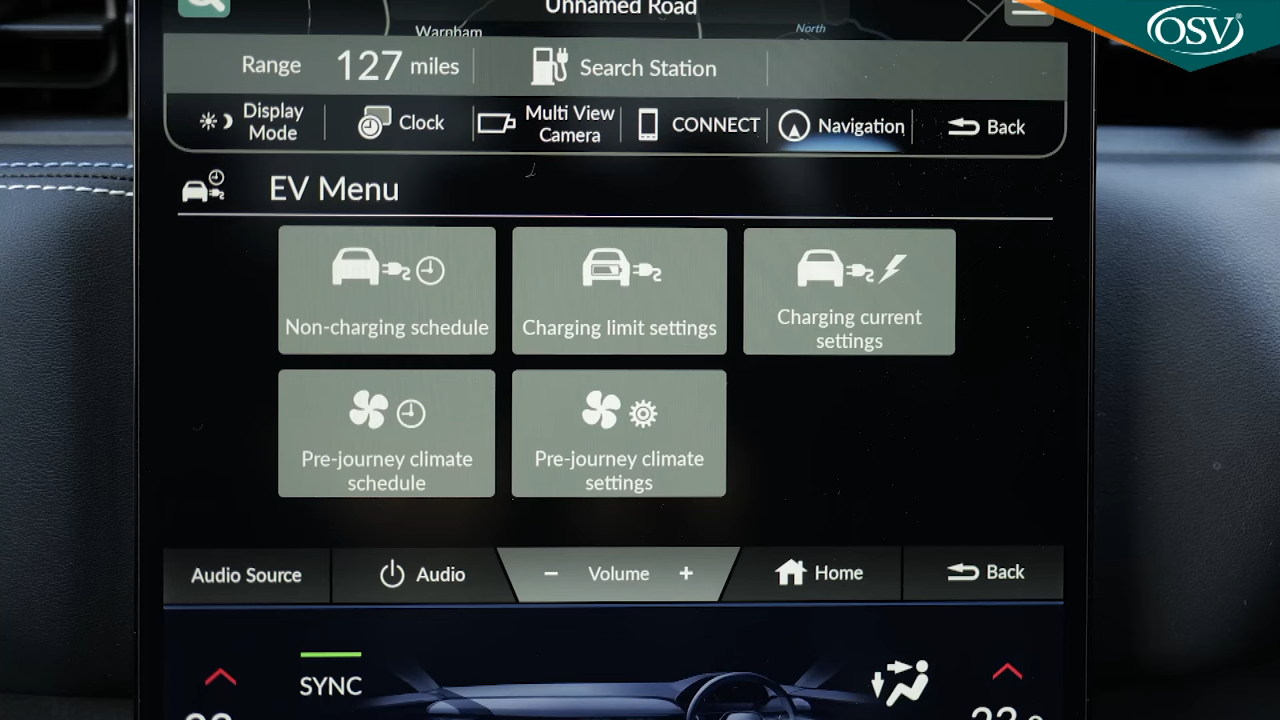 Unnamed Road
OSV
Warnham
North
Range 127 miles
Search Station
Display
Mode
Clock
Multi View
Camera
CONNECT
Navigation
Back
EV Menu
Non-charging schedule
Charging limit settings
Charging current
settings
Pre-journey climate
schedule
Pre-journey climate
settings
Audio Source
Audio
− Volume +
Home
Back
SYNC